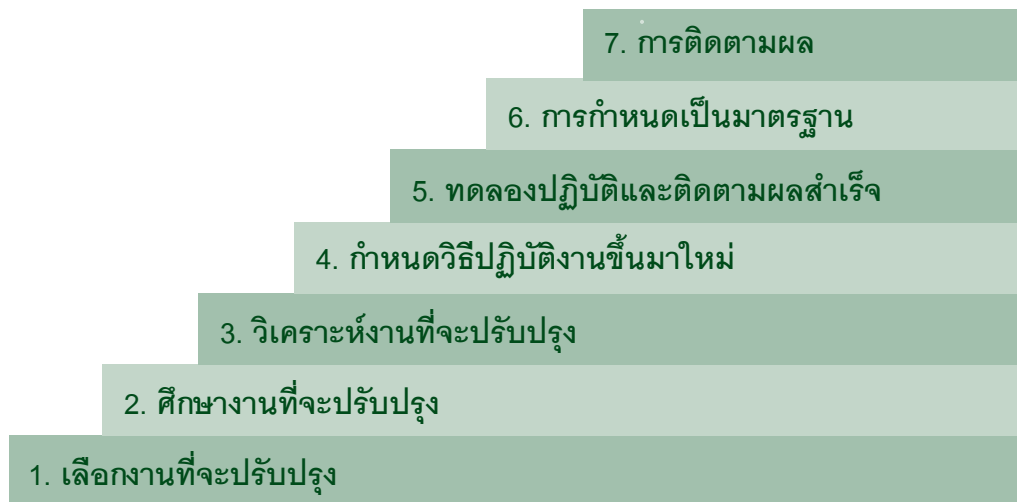 7. การติดตามผล
6. การกำหนดเป็นมาตรฐาน
5. ทดลองปฏิบัติและติดตามผลสำเร็จ
4. กำหนดวิธีปฏิบัติงานขึ้นมาใหม่
3. วิเคราะห์งานที่จะปรับปรุง
2. ศึกษางานที่จะปรับปรุง
1. เลือกงานที่จะปรับปรุง